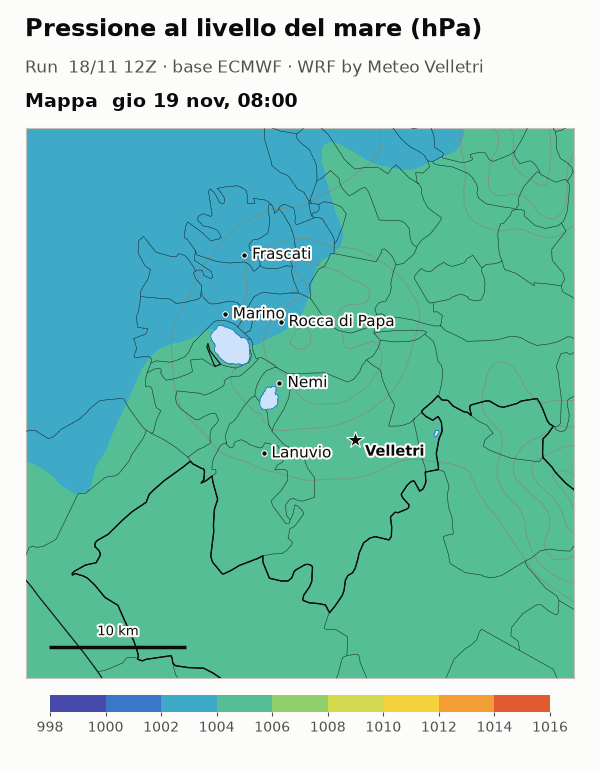 Pressione al livello del mare (hPa)
Run  18/11 12Z · base ECMWF · WRF by Meteo Velletri
Mappa  gio 19 nov, 08:00
Frascati
Marino
Rocca di Papa
Nemi
Velletri
Lanuvio
10 km
998 1000 1002 1004 1006 1008 1010 1012 1014 1016